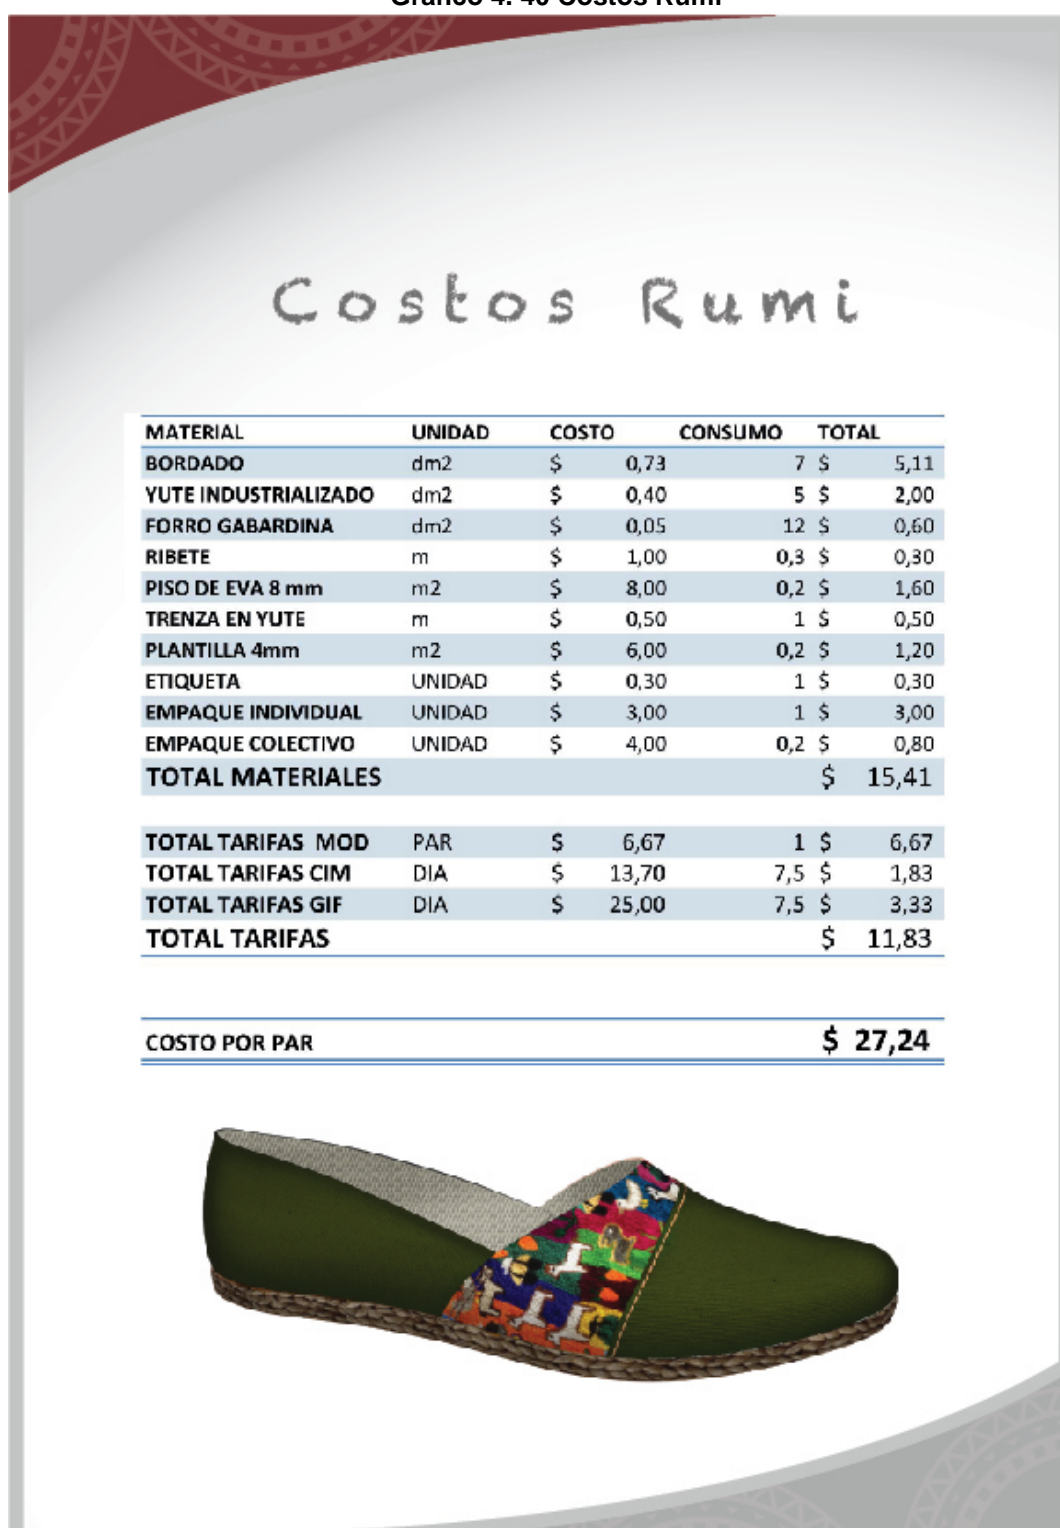 Gráfico 4. 40 Costos Rumi
Costos Rumi
MATERIAL UNIDAD COSTO CONSUMO TOTAL
BORDADO dm2 $ 0,73 7 $ 5,11
YUTE INDUSTRIALIZADO dm2 $ 0,40 5 $ 2,00
FORRO GABARDINA dm2 $ 0,05 12 $ 0,60
RIBETE m $ 1,00 0,3 $ 0,30
PISO DE EVA 8 mm m2 $ 8,00 0,2 $ 1,60
TRENZA EN YUTE m $ 0,50 1 $ 0,50
PLANTILLA 4mm m2 $ 6,00 0,2 $ 1,20
ETIQUETA UNIDAD $ 0,30 1 $ 0,30
EMPAQUE INDIVIDUAL UNIDAD $ 3,00 1 $ 3,00
EMPAQUE COLECTIVO UNIDAD $ 4,00 0,2 $ 0,80
TOTAL MATERIALES $ 15,41
TOTAL TARIFAS MOD PAR $ 6,67 1 $ 6,67
TOTAL TARIFAS CIM DIA $ 13,70 7,5 $ 1,83
TOTAL TARIFAS GIF DIA $ 25,00 7,5 $ 3,33
TOTAL TARIFAS $ 11,83
COSTO POR PAR $ 27,24